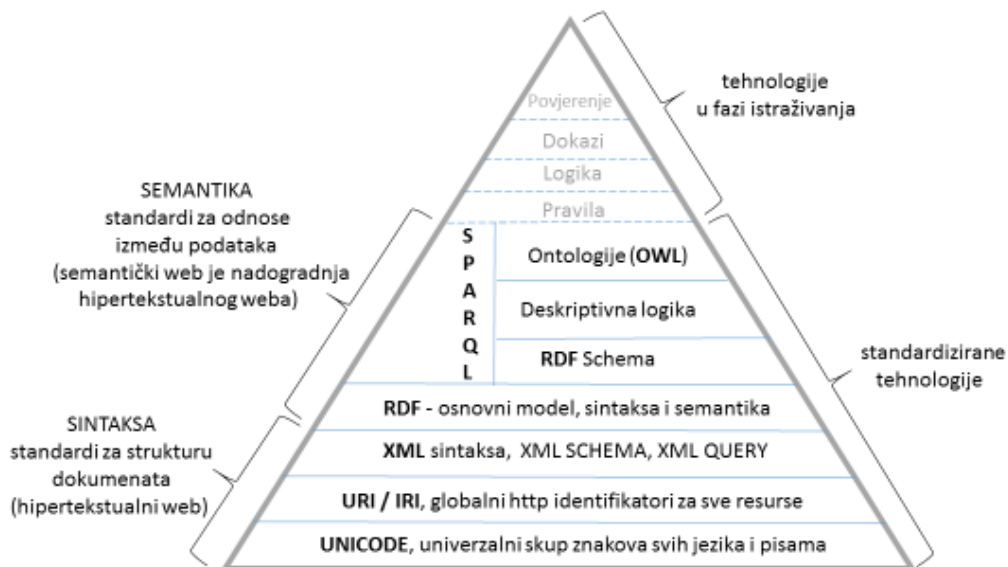 tehnologije
u fazi istraživanja
Povjerenje
Dokazi
Logika
Pravila
SEMANTIKA
standardi za odnose
između podataka
(semantički web je nadogradnja
hipertekstualnog weba)
S
P
A
R
Q
L
Ontologije (OWL)
Deskriptivna logika
RDF Schema
standardizirane
tehnologije
RDF - osnovni model, sintaksa i semantika
SINTAKSA
standardi za strukturu
dokumenata
(hipertekstualni web)
XML sintaksa, XML SCHEMA, XML QUERY
URI / IRI, globalni http identifikatori za sve resurse
UNICODE, univerzalni skup znakova svih jezika i pisama